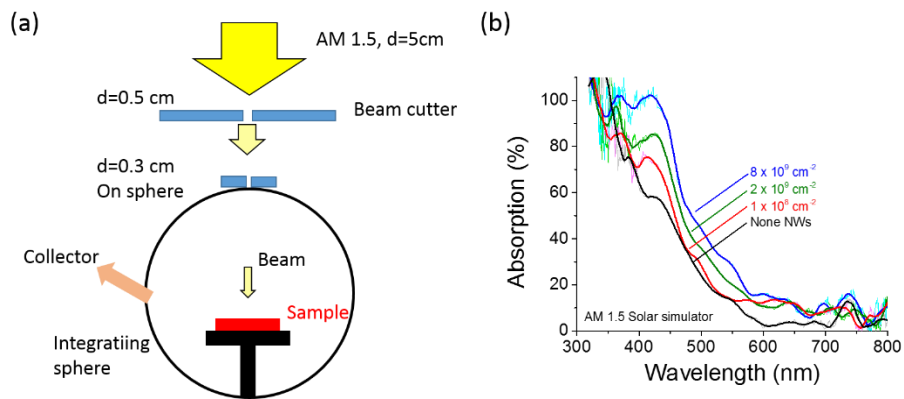 (a)
AM 1.5, d=5cm
d=0.5 cm
Beam cutter
d=0.3 cm
On sphere
Collector
Beam
Sample
Integratiing
sphere
(b)
Absorption (%)
100
80
60
40
20
0
8 x 10⁹ cm⁻²
2 x 10⁹ cm⁻²
1 x 10⁸ cm⁻²
None NWs
AM 1.5 Solar simulator
300 400 500 600 700 800
Wavelength (nm)